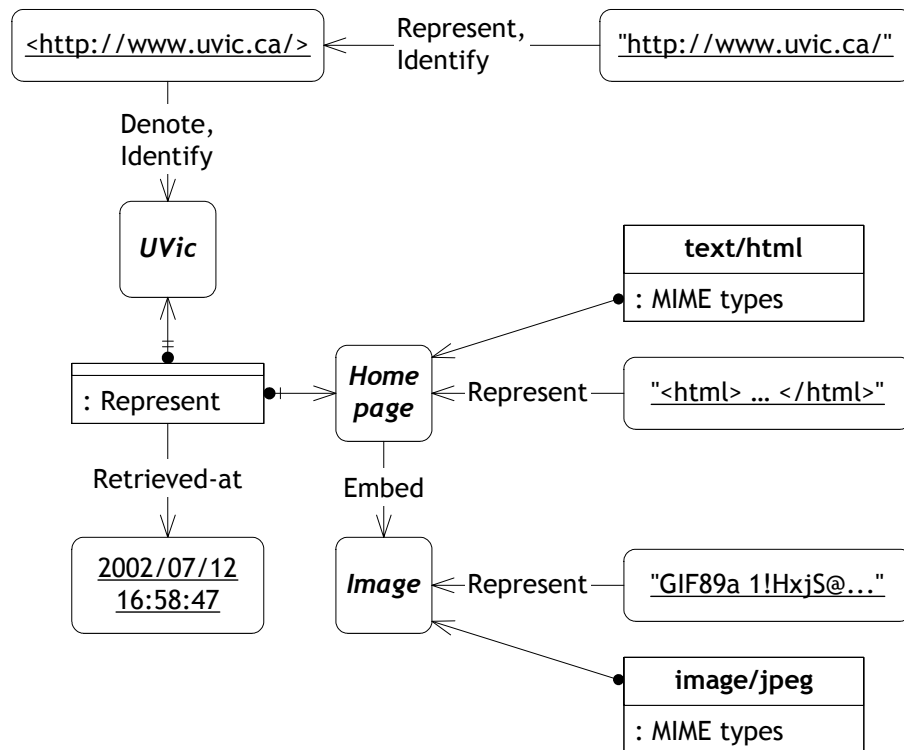 <http://www.uvic.ca/>
Represent,
Identify
"http://www.uvic.ca/"
Denote,
Identify
UVic
text/html
: MIME types
: Represent
Home
page
Represent
"<html> … </html>"
Retrieved-at
Embed
2002/07/12
16:58:47
Image
Represent
"GIF89a 1!HxjS@..."
image/jpeg
: MIME types